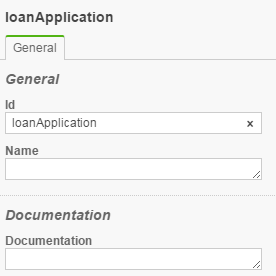 loanApplication
General
General
Id
loanApplication ×
Name
Documentation
Documentation